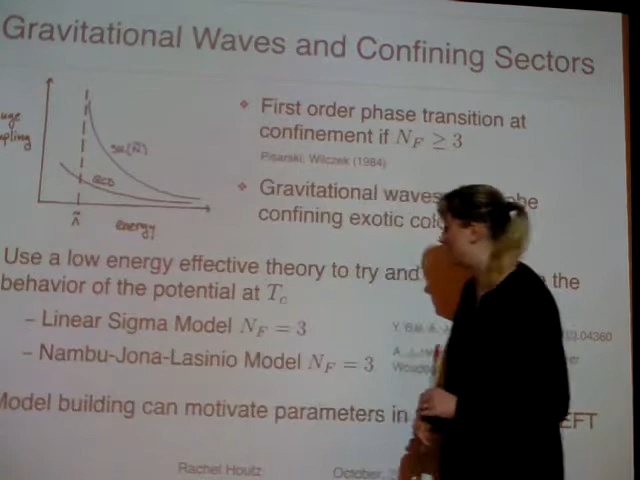 Gravitational Waves and Confining Sectors
First order phase transition at
confinement if N_F ≥ 3
Pisarski, Wilczek (1984)
SU(Ñ)
QCD
Λ̃
energy
Gravitational waves
confining exotic
Use a low energy effective theory to try and the
behavior of the potential at T_c
– Linear Sigma Model N_F = 3
04360
– Nambu-Jona-Lasinio Model N_F = 3
Model building can motivate parameters in EFT
Rachel Houtz
October,